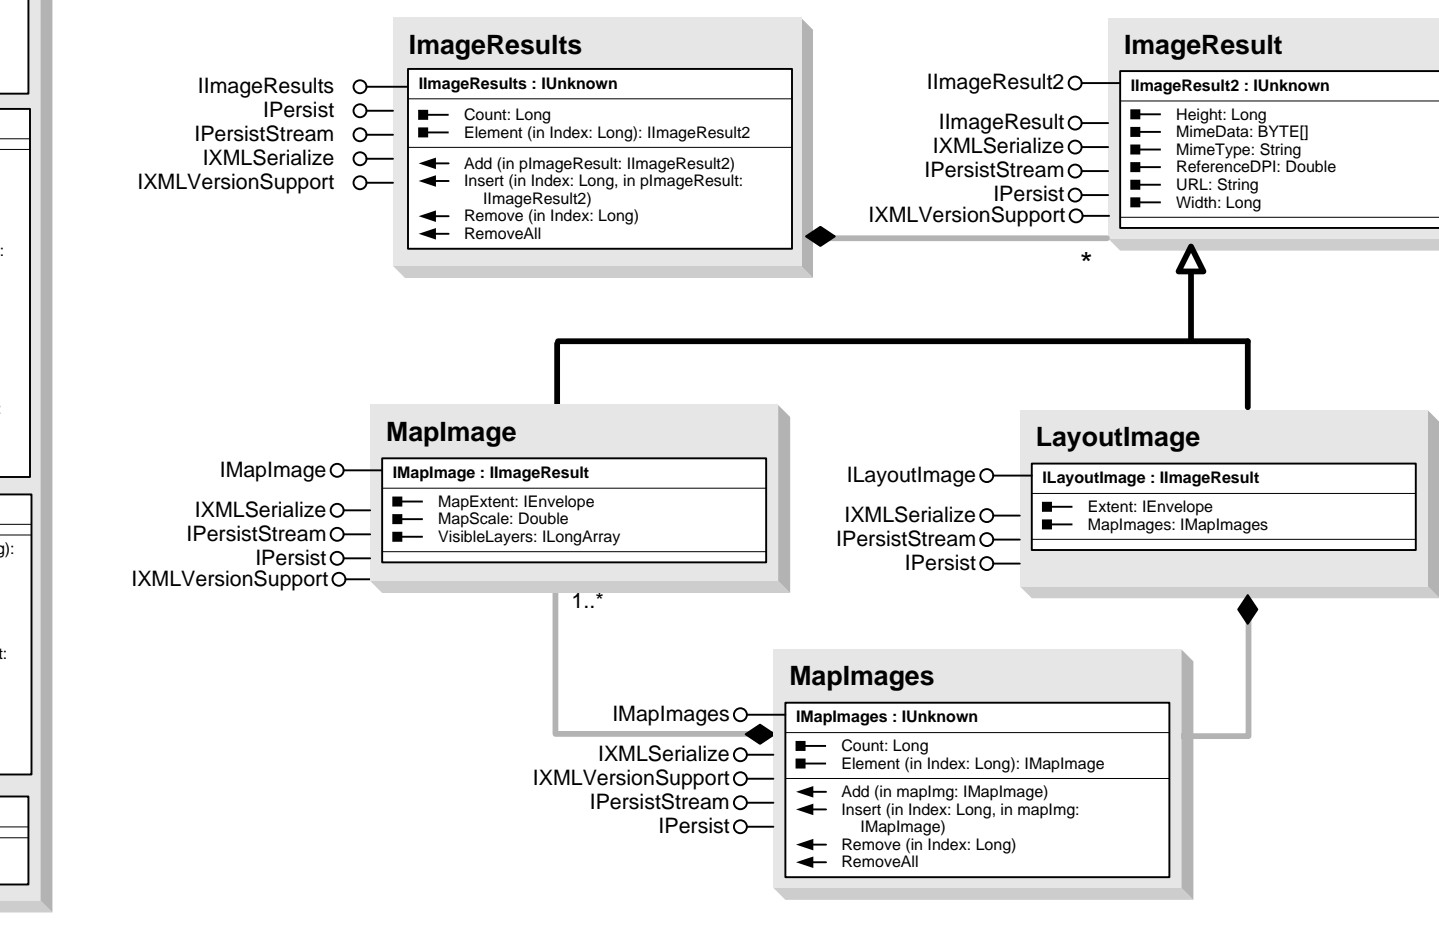 ImageResults
IImageResults
IPersist
IPersistStream
IXMLSerialize
IXMLVersionSupport
IImageResults : IUnknown
Count: Long
Element (in Index: Long): IImageResult2
Add (in pImageResult: IImageResult2)
Insert (in Index: Long, in pImageResult:
IImageResult2)
Remove (in Index: Long)
RemoveAll
ImageResult
IImageResult2
IImageResult
IXMLSerialize
IPersistStream
IPersist
IXMLVersionSupport
IImageResult2 : IUnknown
Height: Long
MimeData: BYTE[]
MimeType: String
ReferenceDPI: Double
URL: String
Width: Long
*
MapImage
IMapImage
IXMLSerialize
IPersistStream
IPersist
IXMLVersionSupport
IMapImage : IImageResult
MapExtent: IEnvelope
MapScale: Double
VisibleLayers: ILongArray
1..*
LayoutImage
ILayoutImage
IXMLSerialize
IPersistStream
IPersist
ILayoutImage : IImageResult
Extent: IEnvelope
MapImages: IMapImages
MapImages
IMapImages
IXMLSerialize
IXMLVersionSupport
IPersistStream
IPersist
IMapImages : IUnknown
Count: Long
Element (in Index: Long): IMapImage
Add (in mapImg: IMapImage)
Insert (in Index: Long, in mapImg:
IMapImage)
Remove (in Index: Long)
RemoveAll